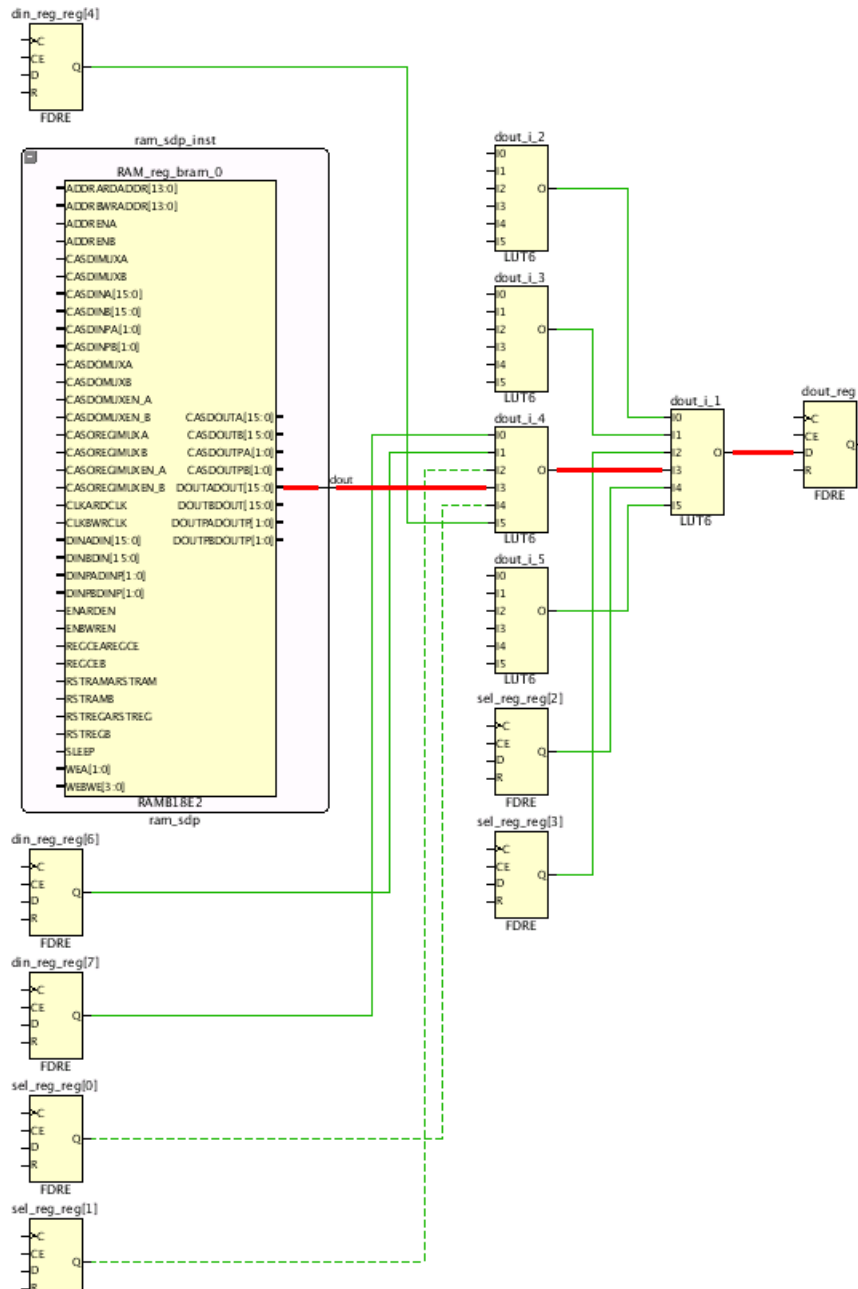 din_reg_reg[4]
C
CE
D
R
Q
FDRE
ram_sdp_inst
RAM_reg_bram_0
ADDRARDADDR[13:0]
ADDRBWRADDR[13:0]
ADDRENA
ADDRENB
CASDIMUXA
CASDIMUXB
CASDINA[15:0]
CASDINB[15:0]
CASDINPA[1:0]
CASDINPB[1:0]
CASDOMUXA
CASDOMUXB
CASDOMUXEN_A
CASDOMUXEN_B CASDOUTA[15:0]
CASOREGIMUXA CASDOUTB[15:0]
CASOREGIMUXB CASDOUTPA[1:0]
CASOREGIMUXEN_A CASDOUTPB[1:0]
CASOREGIMUXEN_B DOUTADOUT[15:0] dout
CLKARDCLK DOUTBDOUT[15:0]
CLKBWRCLK DOUTPADOUTP[1:0]
DINADIN[15:0] DOUTPBDOUTP[1:0]
DINBDIN[15:0]
DINPADINP[1:0]
DINPBDINP[1:0]
ENARDEN
ENBWREN
REGCEAREGCE
REGCEB
RSTRAMARSTRAM
RSTRAMB
RSTREGARSTREG
RSTREGB
SLEEP
WEA[1:0]
WEBWE[3:0]
RAMB18E2
ram_sdp
din_reg_reg[6]
C
CE
D
R
Q
FDRE
din_reg_reg[7]
C
CE
D
R
Q
FDRE
sel_reg_reg[0]
C
CE
D
R
Q
FDRE
sel_reg_reg[1]
C
CE
D
R
Q
dout_i_2
I0
I1
I2
I3
I4
I5
O
LUT6
dout_i_3
I0
I1
I2
I3
I4
I5
O
LUT6
dout_i_4
I0
I1
I2
I3
I4
I5
O
LUT6
dout_i_5
I0
I1
I2
I3
I4
I5
O
LUT6
sel_reg_reg[2]
C
CE
D
R
Q
FDRE
sel_reg_reg[3]
C
CE
D
R
Q
FDRE
dout_i_1
I0
I1
I2
I3
I4
I5
O
LUT6
dout_reg
C
CE
D
R
Q
FDRE